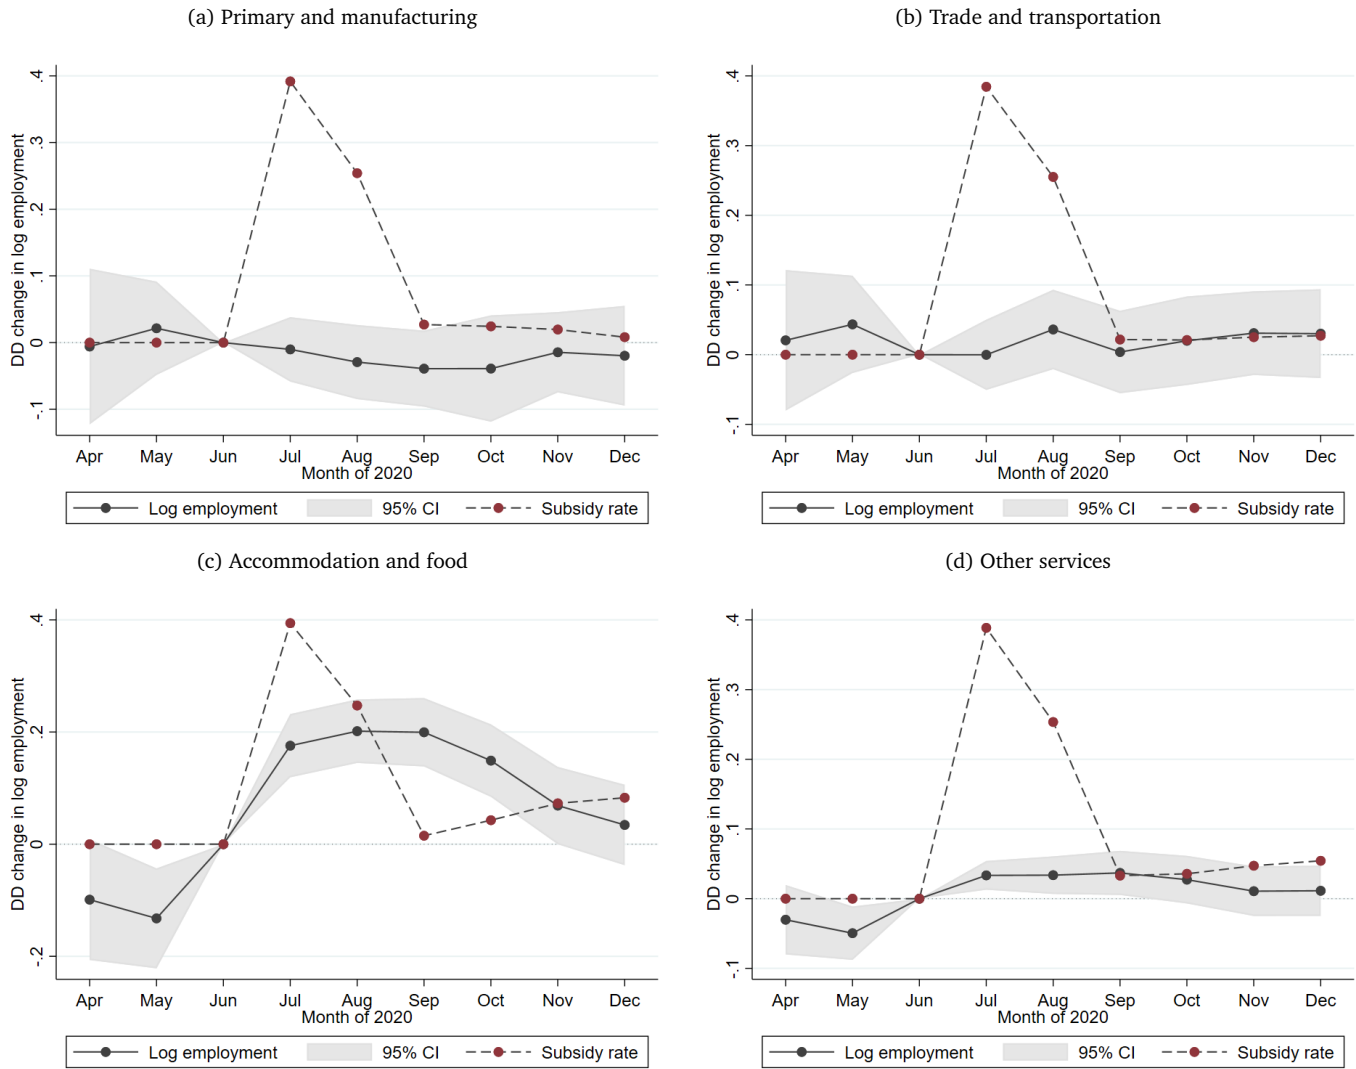 (a) Primary and manufacturing
DD change in log employment
.4
.3
.2
.1
0
-.1
Apr May Jun Jul Aug Sep Oct Nov Dec
Month of 2020
Log employment 95% CI Subsidy rate
(b) Trade and transportation
DD change in log employment
.4
.3
.2
.1
0
-.1
Apr May Jun Jul Aug Sep Oct Nov Dec
Month of 2020
Log employment 95% CI Subsidy rate
(c) Accommodation and food
DD change in log employment
.4
.2
0
-.2
Apr May Jun Jul Aug Sep Oct Nov Dec
Month of 2020
Log employment 95% CI Subsidy rate
(d) Other services
DD change in log employment
.4
.3
.2
.1
0
-.1
Apr May Jun Jul Aug Sep Oct Nov Dec
Month of 2020
Log employment 95% CI Subsidy rate